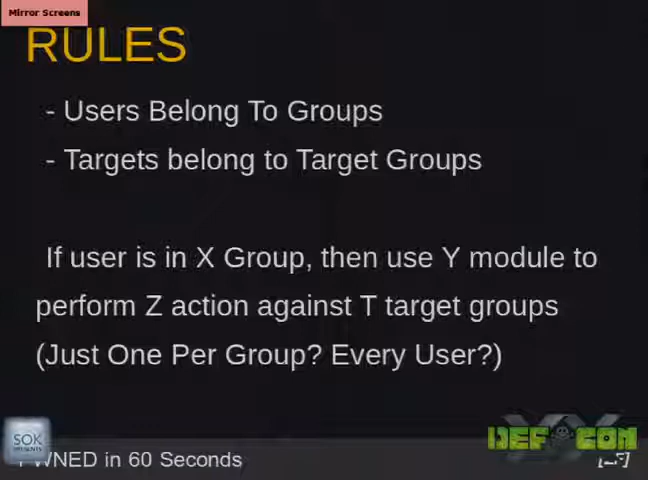 Mirror Screens
RULES
- Users Belong To Groups
- Targets belong to Target Groups
If user is in X Group, then use Y module to
perform Z action against T target groups
(Just One Per Group? Every User?)
SOK
PRESENTS
PWNED in 60 Seconds
DEF CON